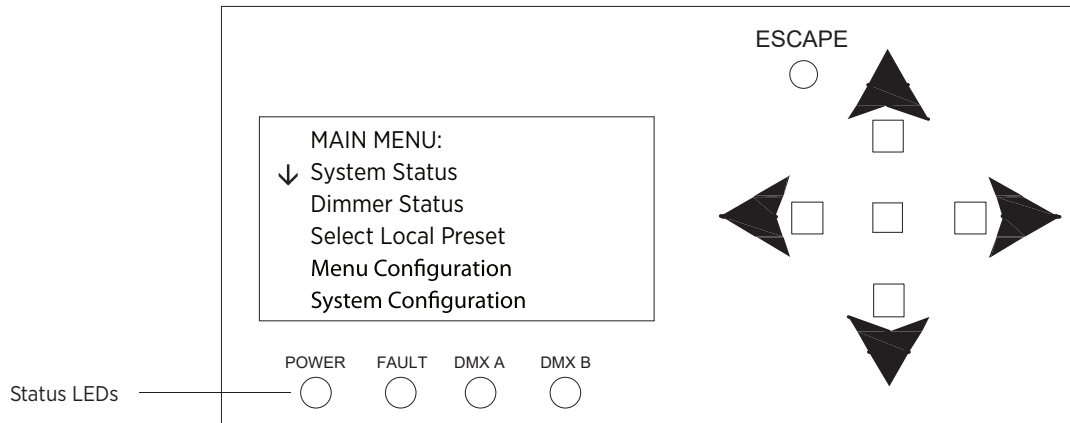 ESCAPE
MAIN MENU:
↓ System Status
Dimmer Status
Select Local Preset
Menu Configuration
System Configuration
POWER FAULT DMX A DMX B
Status LEDs